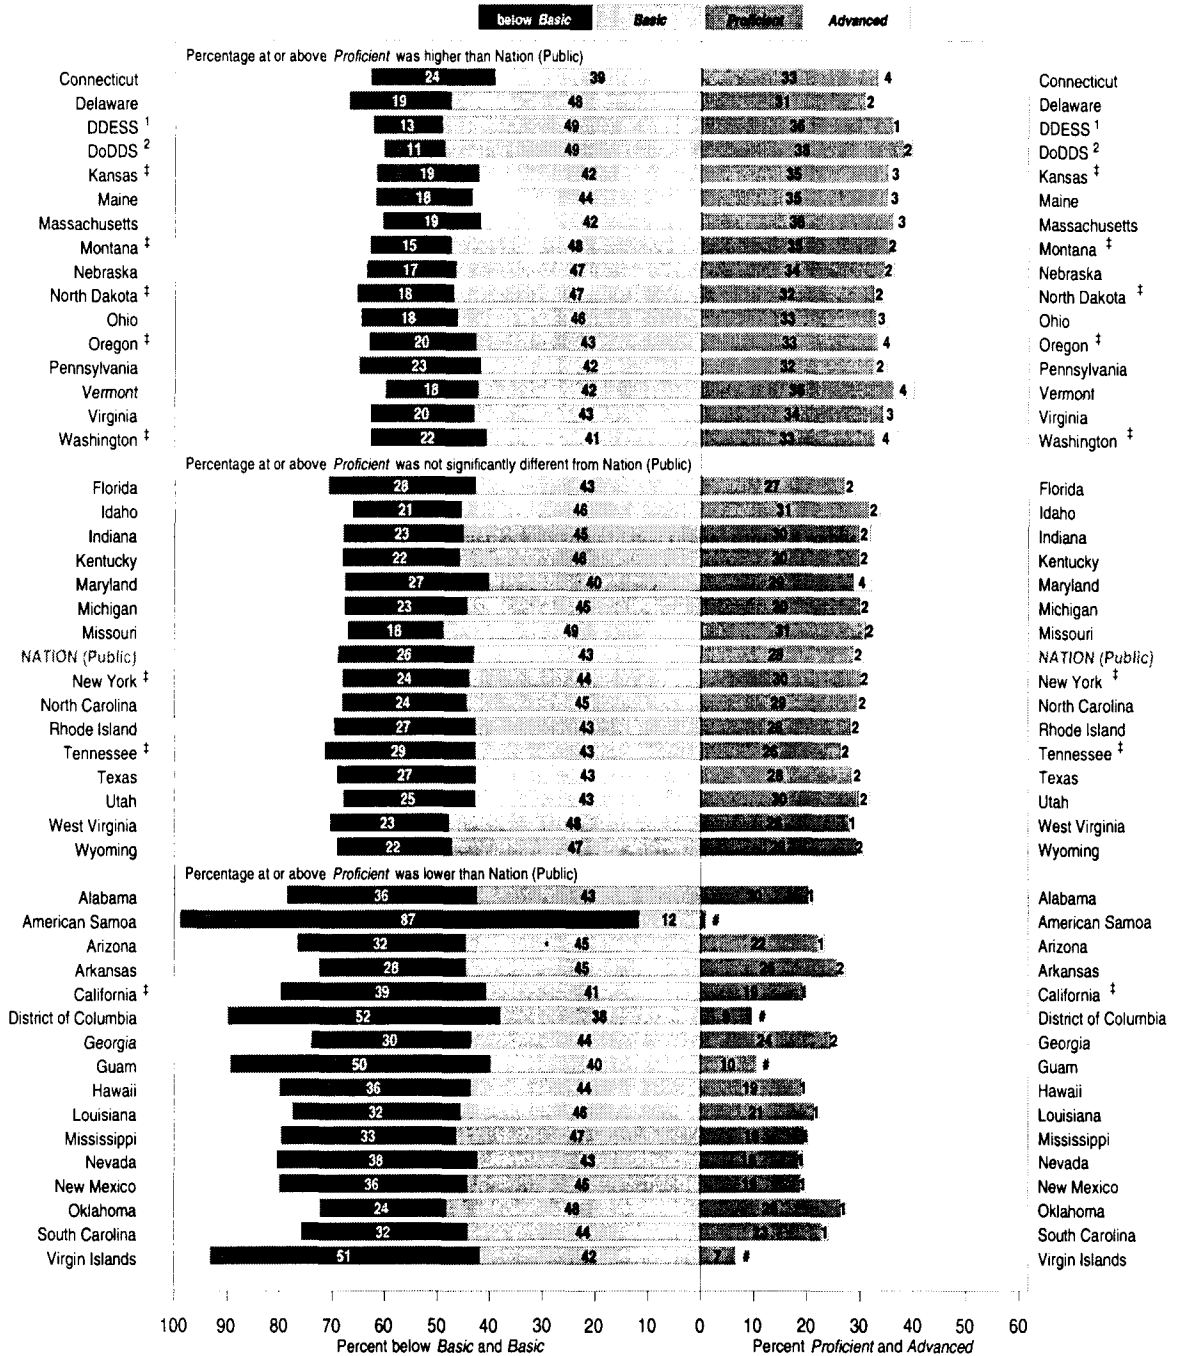 below Basic Basic Proficient Advanced
Percentage at or above Proficient was higher than Nation (Public)
Connecticut 24 39 33 4 Connecticut
Delaware 19 48 31 2 Delaware
DDESS 1 13 49 36 1 DDESS 1
DoDDS 2 11 49 38 2 DoDDS 2
Kansas ‡ 19 42 35 3 Kansas ‡
Maine 18 44 35 3 Maine
Massachusetts 19 42 36 3 Massachusetts
Montana ‡ 15 48 35 2 Montana ‡
Nebraska 17 47 34 2 Nebraska
North Dakota ‡ 18 47 32 2 North Dakota ‡
Ohio 18 46 33 3 Ohio
Oregon ‡ 20 43 33 4 Oregon ‡
Pennsylvania 23 42 32 2 Pennsylvania
Vermont 18 42 36 4 Vermont
Virginia 20 43 34 3 Virginia
Washington ‡ 22 41 33 4 Washington ‡
Percentage at or above Proficient was not significantly different from Nation (Public)
Florida 28 43 27 2 Florida
Idaho 21 46 31 2 Idaho
Indiana 23 45 30 2 Indiana
Kentucky 22 46 30 2 Kentucky
Maryland 27 40 29 4 Maryland
Michigan 23 46 30 2 Michigan
Missouri 18 49 31 2 Missouri
NATION (Public) 26 43 28 2 NATION (Public)
New York ‡ 24 44 30 2 New York ‡
North Carolina 24 45 29 2 North Carolina
Rhode Island 27 43 28 2 Rhode Island
Tennessee ‡ 29 43 26 2 Tennessee ‡
Texas 27 43 28 2 Texas
Utah 25 43 30 2 Utah
West Virginia 23 48 28 1 West Virginia
Wyoming 22 47 2 Wyoming
Percentage at or above Proficient was lower than Nation (Public)
Alabama 36 43 1 Alabama
American Samoa 87 12 # American Samoa
Arizona 32 45 22 1 Arizona
Arkansas 28 45 2 Arkansas
California ‡ 39 41 19 1 California ‡
District of Columbia 52 38 # District of Columbia
Georgia 30 44 24 2 Georgia
Guam 50 40 10 # Guam
Hawaii 36 44 19 1 Hawaii
Louisiana 32 46 21 1 Louisiana
Mississippi 33 47 Mississippi
Nevada 38 43 1 Nevada
New Mexico 36 45 1 New Mexico
Oklahoma 24 48 1 Oklahoma
South Carolina 32 44 23 1 South Carolina
Virgin Islands 51 42 7 # Virgin Islands
100 90 80 70 60 50 40 30 20 10 0 10 20 30 40 50 60
Percent below Basic and Basic Percent Proficient and Advanced